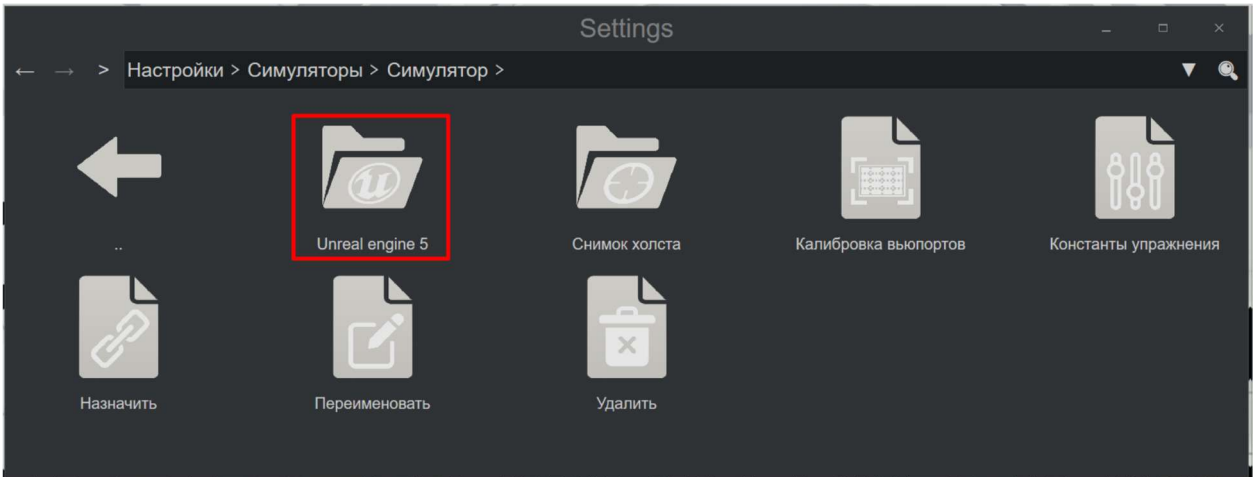 Settings
Настройки > Симуляторы > Симулятор >
..
Unreal engine 5
Снимок холста
Калибровка вьюпортов
Константы упражнения
Назначить
Переименовать
Удалить